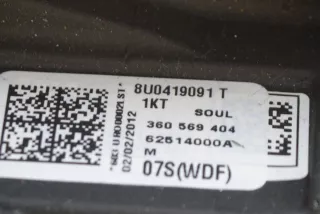 8U0419091 T
1KT SOUL
360 569 404
62514000A
M
07S(WDF)
02/02/2012